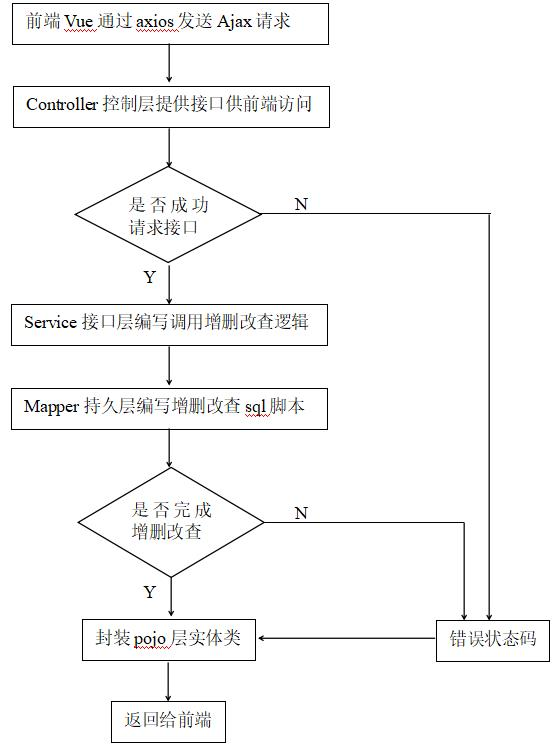 前端 Vue 通过 axios 发送 Ajax 请求
Controller 控制层提供接口供前端访问
是否成功
请求接口
N
Y
Service 接口层编写调用增删改查逻辑
Mapper 持久层编写增删改查 sql 脚本
是否完成
增删改查
N
Y
封装 pojo 层实体类
错误状态码
返回给前端